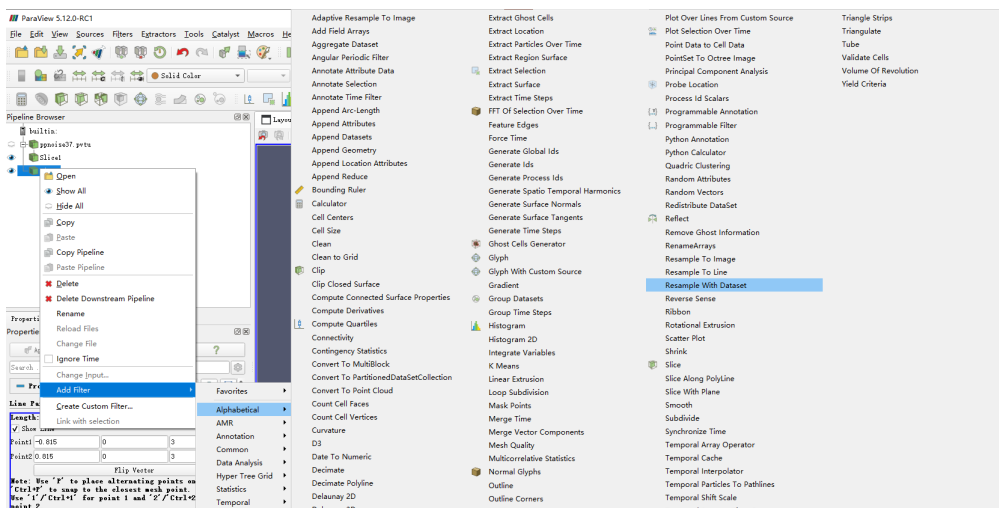 ParaView 5.12.0-RC1
File Edit View Sources Filters Extractors Tools Catalyst Macros He
Solid Color
Pipeline Browser
Layou
builtin:
ppnoise37.pvtu
Slice1
Open
Show All
Hide All
Copy
Paste
Copy Pipeline
Paste Pipeline
Delete
Delete Downstream Pipeline
Rename
Reload Files
Change File
Ignore Time
Change Input...
Add Filter
Create Custom Filter...
Link with selection
Properti
Propertie
Ap
?
Search
Pro
Line Pa
Length:
Show Line
Point1 -0.815 0 3
Point2 0.815 0 3
Flip Vector
Note: Use 'P' to place alternating points on
'Ctrl+P' to snap to the closest mesh point.
Use '1'/'Ctrl+1' for point 1 and '2'/'Ctrl+2
point 2
Favorites
Alphabetical
AMR
Annotation
Common
Data Analysis
Hyper Tree Grid
Statistics
Temporal
Adaptive Resample To Image
Add Field Arrays
Aggregate Dataset
Angular Periodic Filter
Annotate Attribute Data
Annotate Selection
Annotate Time Filter
Append Arc-Length
Append Attributes
Append Datasets
Append Geometry
Append Location Attributes
Append Reduce
Bounding Ruler
Calculator
Cell Centers
Cell Size
Clean
Clean to Grid
Clip
Clip Closed Surface
Compute Connected Surface Properties
Compute Derivatives
Compute Quartiles
Connectivity
Contingency Statistics
Convert To MultiBlock
Convert To PartitionedDataSetCollection
Convert To Point Cloud
Count Cell Faces
Count Cell Vertices
Curvature
D3
Date To Numeric
Decimate
Decimate Polyline
Delaunay 2D
Extract Ghost Cells
Extract Location
Extract Particles Over Time
Extract Region Surface
Extract Selection
Extract Surface
Extract Time Steps
FFT Of Selection Over Time
Feature Edges
Force Time
Generate Global Ids
Generate Ids
Generate Process Ids
Generate Spatio Temporal Harmonics
Generate Surface Normals
Generate Surface Tangents
Generate Time Steps
Ghost Cells Generator
Glyph
Glyph With Custom Source
Gradient
Group Datasets
Group Time Steps
Histogram
Histogram 2D
Integrate Variables
K Means
Linear Extrusion
Loop Subdivision
Mask Points
Merge Time
Merge Vector Components
Mesh Quality
Multicorrelative Statistics
Normal Glyphs
Outline
Outline Corners
Plot Over Lines From Custom Source
Plot Selection Over Time
Point Data to Cell Data
PointSet To Octree Image
Principal Component Analysis
Probe Location
Process Id Scalars
Programmable Annotation
Programmable Filter
Python Annotation
Python Calculator
Quadric Clustering
Random Attributes
Random Vectors
Redistribute DataSet
Reflect
Remove Ghost Information
RenameArrays
Resample To Image
Resample To Line
Resample With Dataset
Reverse Sense
Ribbon
Rotational Extrusion
Scatter Plot
Shrink
Slice
Slice Along PolyLine
Slice With Plane
Smooth
Subdivide
Synchronize Time
Temporal Array Operator
Temporal Cache
Temporal Interpolator
Temporal Particles To Pathlines
Temporal Shift Scale
Triangle Strips
Triangulate
Tube
Validate Cells
Volume Of Revolution
Yield Criteria